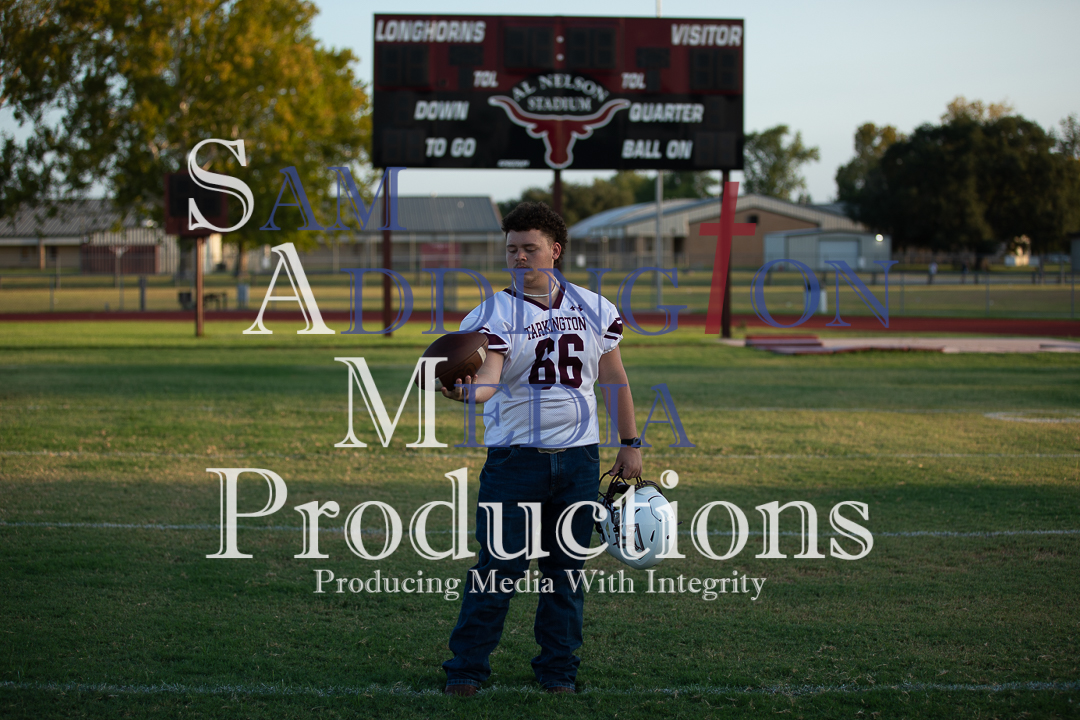 LONGHORNS VISITOR
TOL TOL
AL NELSON
STADIUM
DOWN QUARTER
TO GO BALL ON
SAM
ADDINGTON
MEDIA
Productions
Producing Media With Integrity
TARKINGTON
66